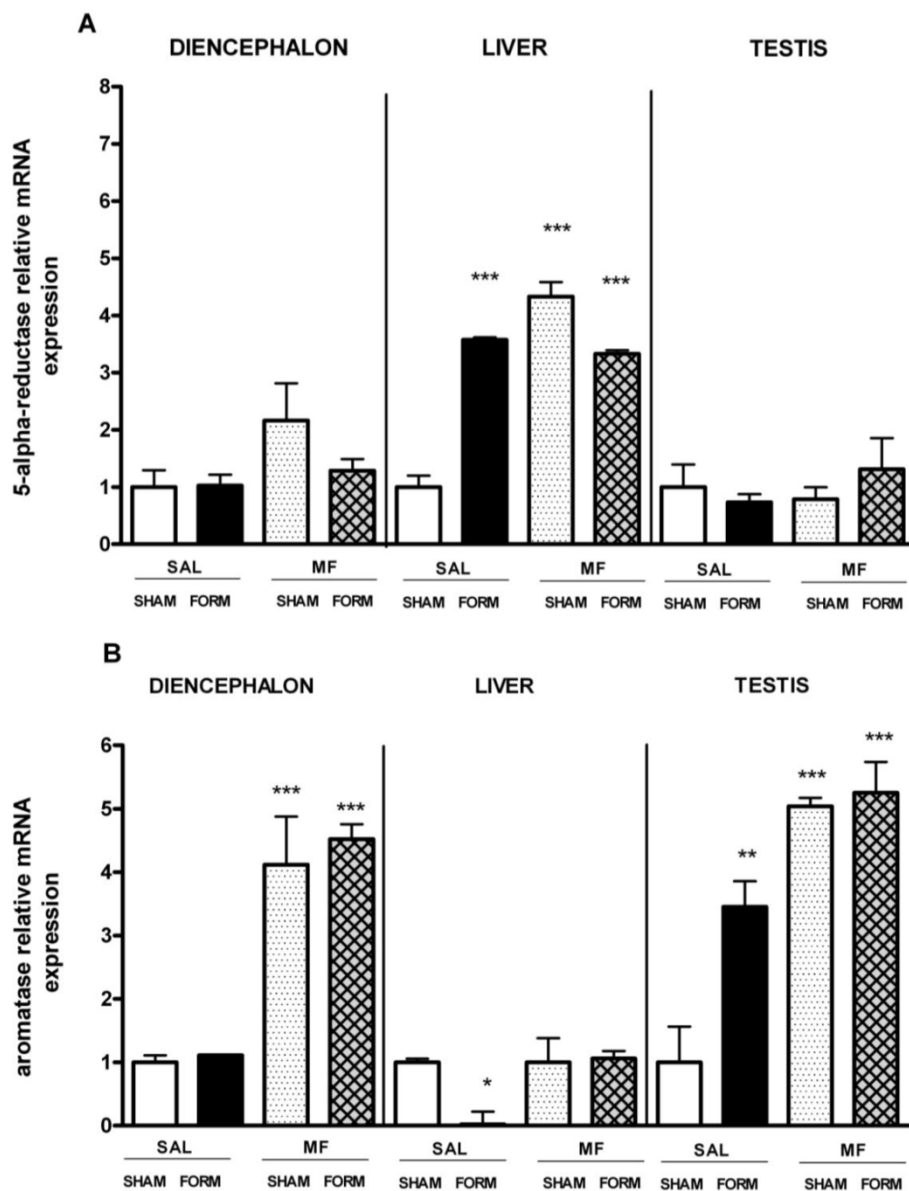 A
DIENCEPHALON LIVER TESTIS
5-alpha-reductase relative mRNA
expression
8
7
6
5
4
3
2
1
0
***
***
***
SAL MF SAL MF SAL MF
SHAM FORM SHAM FORM SHAM FORM SHAM FORM SHAM FORM SHAM FORM
B
DIENCEPHALON LIVER TESTIS
aromatase relative mRNA
expression
6
5
4
3
2
1
0
***
***
*
**
***
***
SAL MF SAL MF SAL MF
SHAM FORM SHAM FORM SHAM FORM SHAM FORM SHAM FORM SHAM FORM